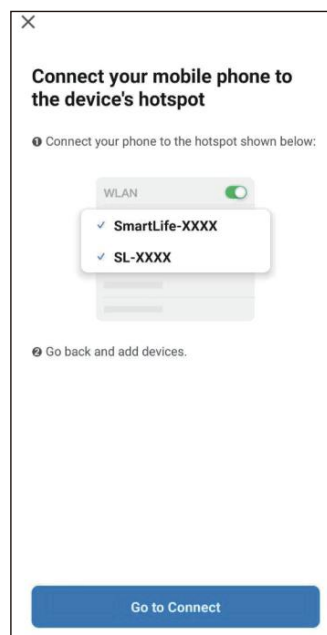 Connect your mobile phone to
the device's hotspot
❶ Connect your phone to the hotspot shown below:
WLAN
SmartLife-XXXX
SL-XXXX
❷ Go back and add devices.
Go to Connect